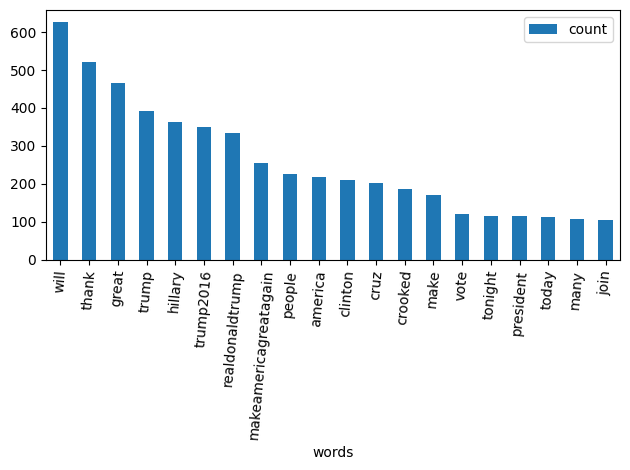 600
500
400
300
200
100
0
count
will
thank
great
trump
hillary
trump2016
realdonaldtrump
makeamericagreatagain
people
america
clinton
cruz
crooked
make
vote
tonight
president
today
many
join
words